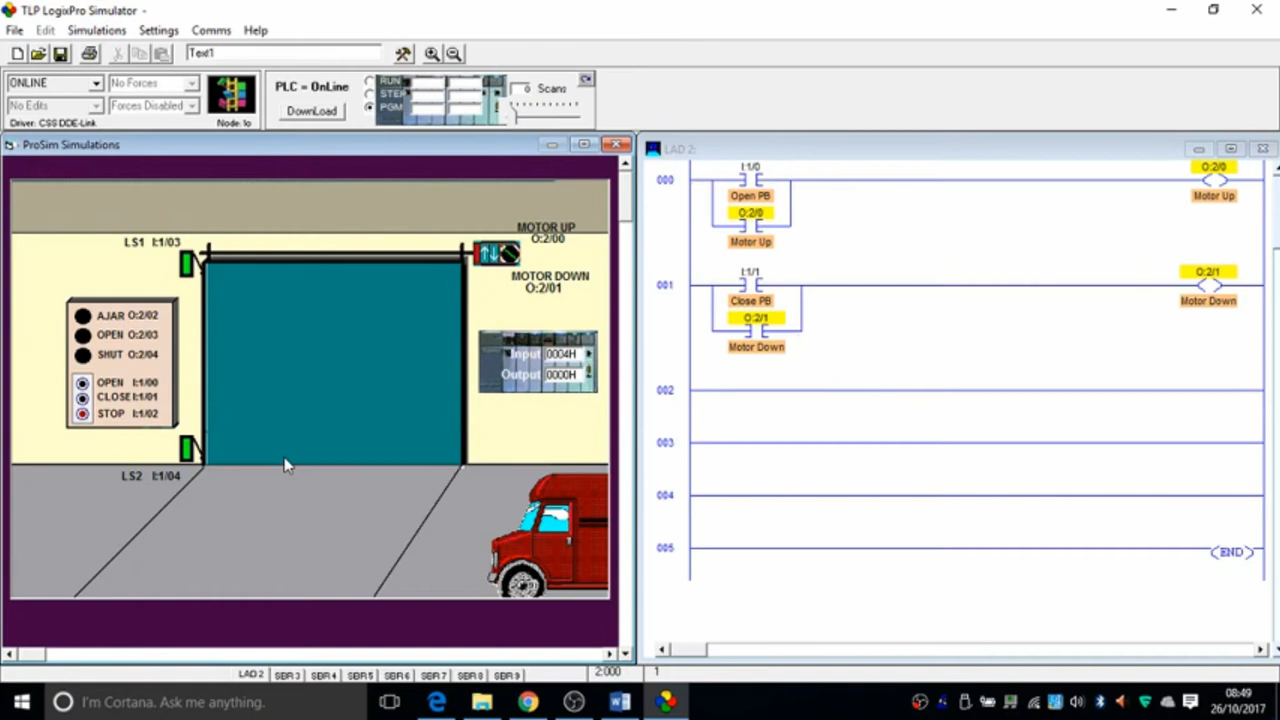 TLP LogixPro Simulator -
File Edit Simulations Settings Comms Help
Text1
ONLINE No Forces
No Edits Forces Disabled
Driver: CSS DDE-Link Node: 1o
PLC = OnLine
DownLoad
RUN
STEP
PGM
0 Scans
ProSim Simulations
LS1 I:1/03
MOTOR UP
O:2/00
MOTOR DOWN
O:2/01
AJAR O:2/02
OPEN O:2/03
SHUT O:2/04
OPEN I:1/00
CLOSE I:1/01
STOP I:1/02
Input 0004H
Output 0000H
LS2 I:1/04
LAD 2:
I:1/0 O:2/0
000
Open PB Motor Up
O:2/0
Motor Up
I:1/1 O:2/1
001
Close PB Motor Down
O:2/1
Motor Down
002
003
004
005 END
LAD 2 SBR 3 SBR 4 SBR 5 SBR 6 SBR 7 SBR 8 SBR 9 2:000 1
I'm Cortana. Ask me anything.
08:49
26/10/2017